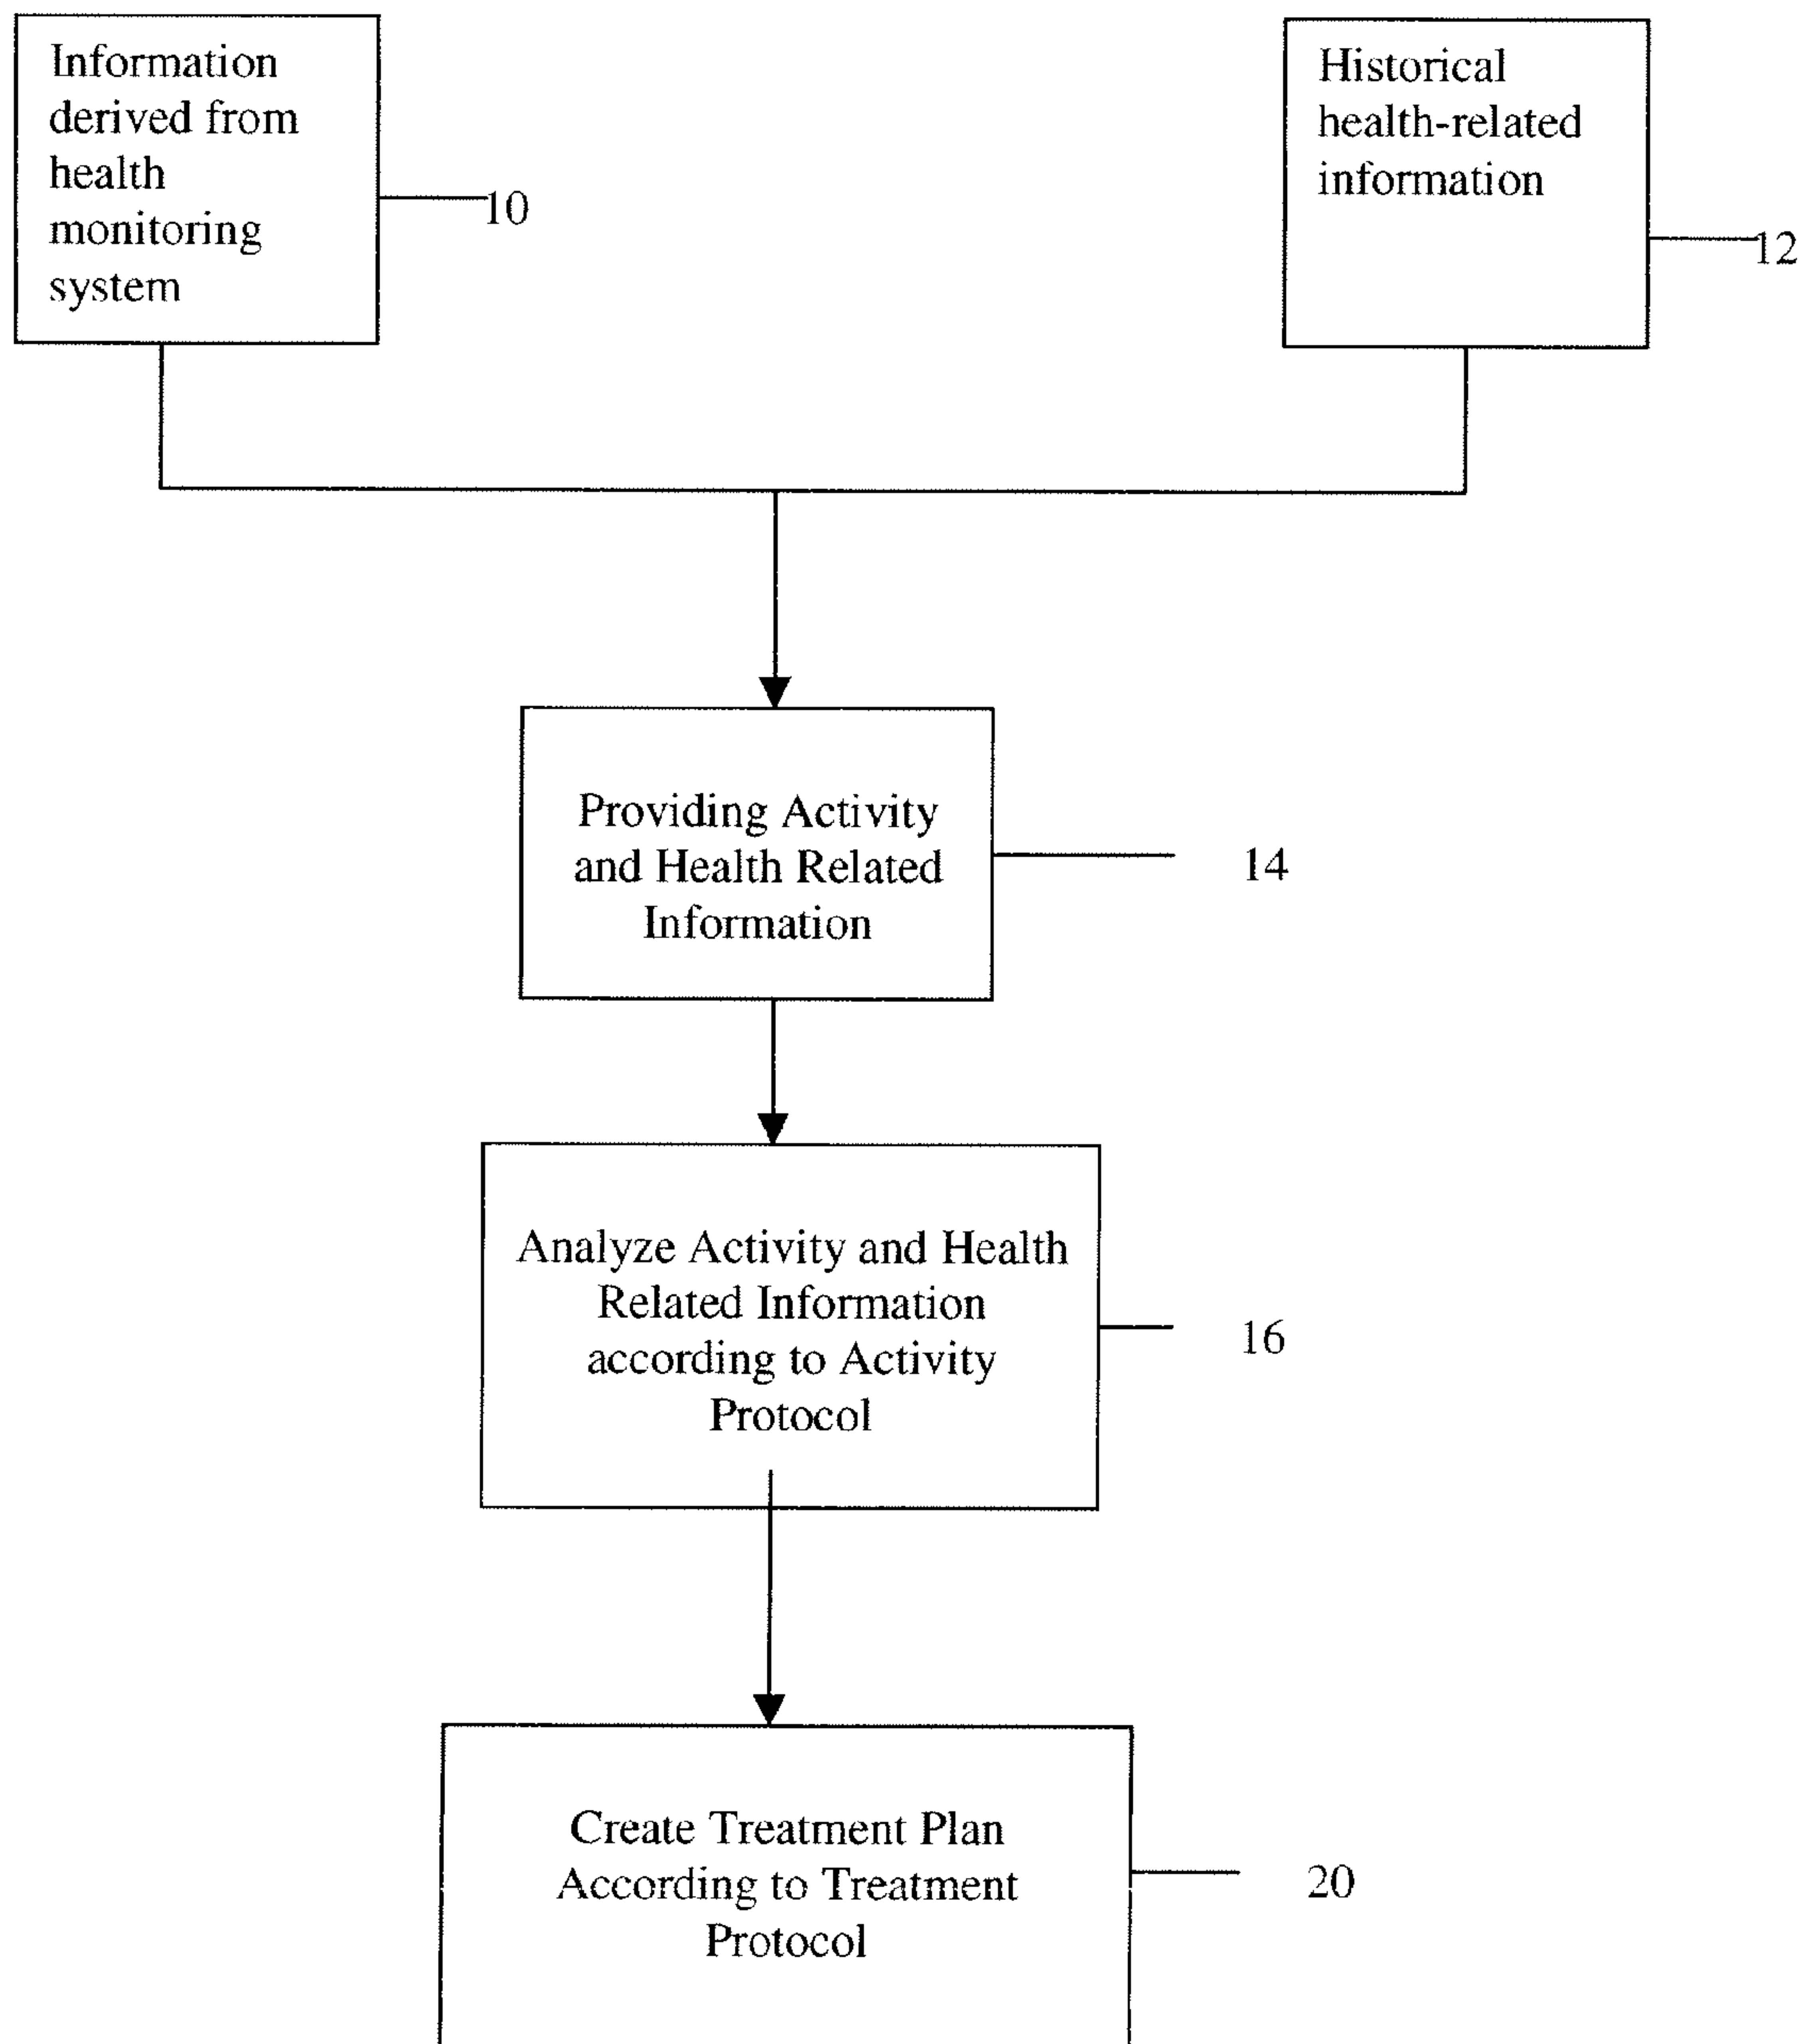 Information
derived from
health
monitoring
system
10
Historical
health-related
information
12
Providing Activity
and Health Related
Information
14
Analyze Activity and Health
Related Information
according to Activity
Protocol
16
Create Treatment Plan
According to Treatment
Protocol
20